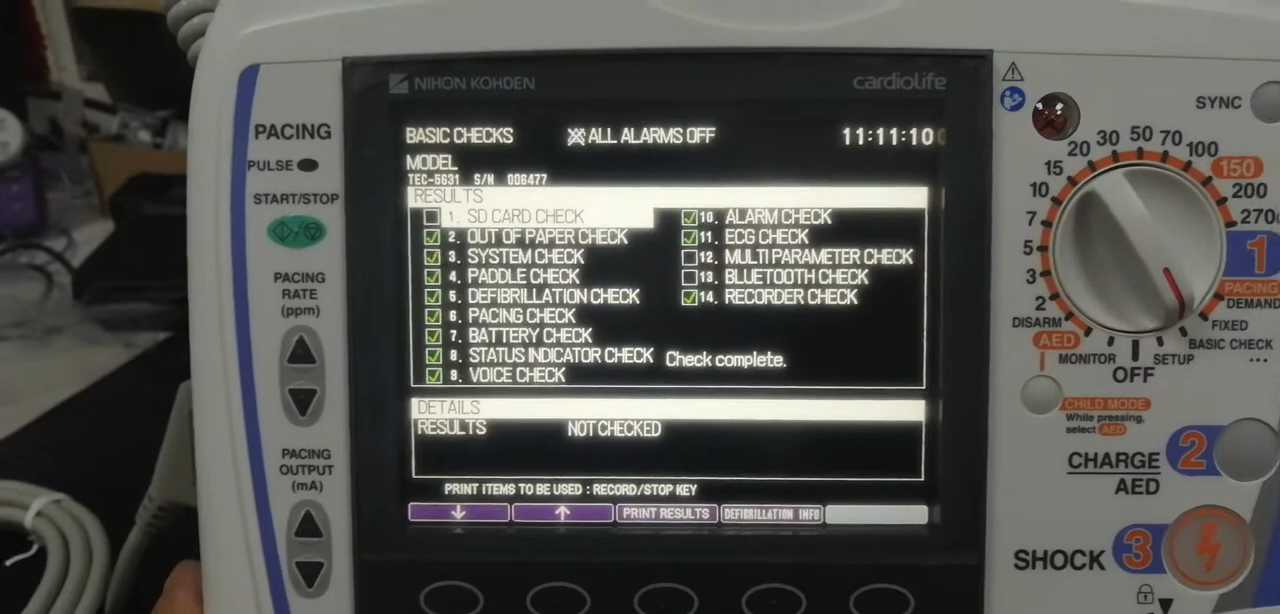 NIHON KOHDEN
cardiolife
BASIC CHECKS
ALL ALARMS OFF
11:11:10
MODEL
TEC-5631 S/N 006477
RESULTS
1. SD CARD CHECK
2. OUT OF PAPER CHECK
3. SYSTEM CHECK
4. PADDLE CHECK
5. DEFIBRILLATION CHECK
6. PACING CHECK
7. BATTERY CHECK
8. STATUS INDICATOR CHECK
9. VOICE CHECK
10. ALARM CHECK
11. ECG CHECK
12. MULTI PARAMETER CHECK
13. BLUETOOTH CHECK
14. RECORDER CHECK
Check complete.
DETAILS
RESULTS NOT CHECKED
PRINT ITEMS TO BE USED : RECORD/STOP KEY
PRINT RESULTS
DEFIBRILLATION INFO
PACING
PULSE
START/STOP
PACING
RATE
(ppm)
PACING
OUTPUT
(mA)
SYNC
2
3
5
7
10
15
20
30
50
70
100
150
200
270
1
PACING
DEMAND
FIXED
BASIC CHECK
...
SETUP
OFF
MONITOR
AED
DISARM
CHILD MODE
While pressing,
select AED
CHARGE
AED
2
SHOCK
3